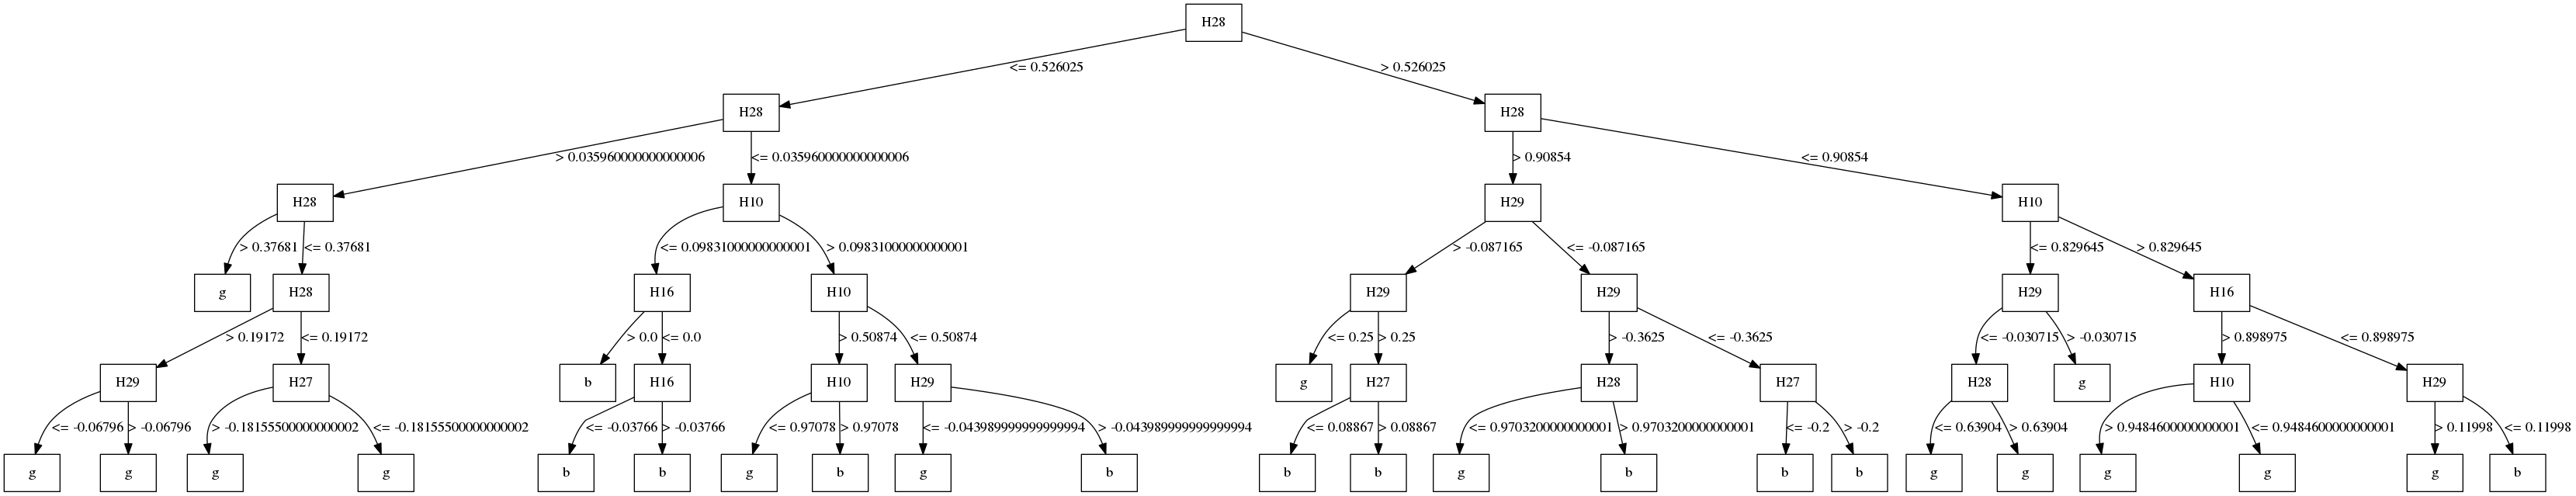 H28
<= 0.526025 > 0.526025
H28 H28
> 0.035960000000000006 <= 0.035960000000000006 > 0.90854 <= 0.90854
H28 H10 H29 H10
> 0.37681 <= 0.37681 <= 0.09831000000000001 > 0.09831000000000001 > -0.087165 <= -0.087165 <= 0.829645 > 0.829645
g H28 H16 H10 H29 H29 H29 H16
> 0.19172 <= 0.19172 > 0.0 <= 0.0 > 0.50874 <= 0.50874 <= 0.25 > 0.25 > -0.3625 <= -0.3625 <= -0.030715 > -0.030715 > 0.898975 <= 0.898975
H29 H27 b H16 H10 H29 g H27 H28 H27 H28 g H10 H29
<= -0.06796 > -0.06796 > -0.18155500000000002 <= -0.18155500000000002 <= -0.03766 > -0.03766 <= 0.97078 > 0.97078 <= -0.043989999999999994 > -0.043989999999999994 <= 0.08867 > 0.08867 <= 0.9703200000000001 > 0.9703200000000001 <= -0.2 > -0.2 <= 0.63904 > 0.63904 > 0.9484600000000001 <= 0.9484600000000001 > 0.11998 <= 0.11998
g g g g b b g b g b b b g b b b g g g g g b